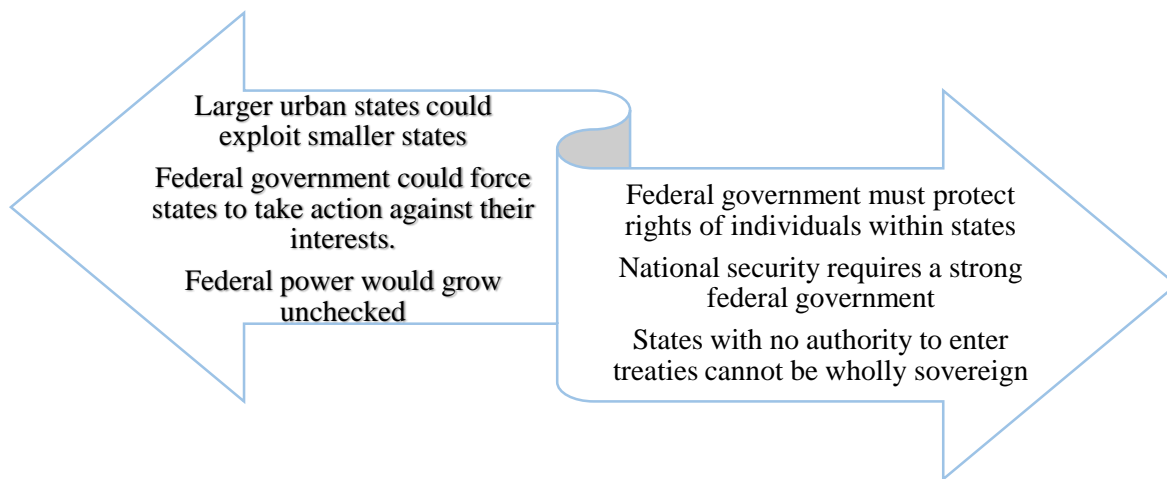 Larger urban states could
exploit smaller states
Federal government could force
states to take action against their
interests.
Federal power would grow
unchecked
Federal government must protect
rights of individuals within states
National security requires a strong
federal government
States with no authority to enter
treaties cannot be wholly sovereign